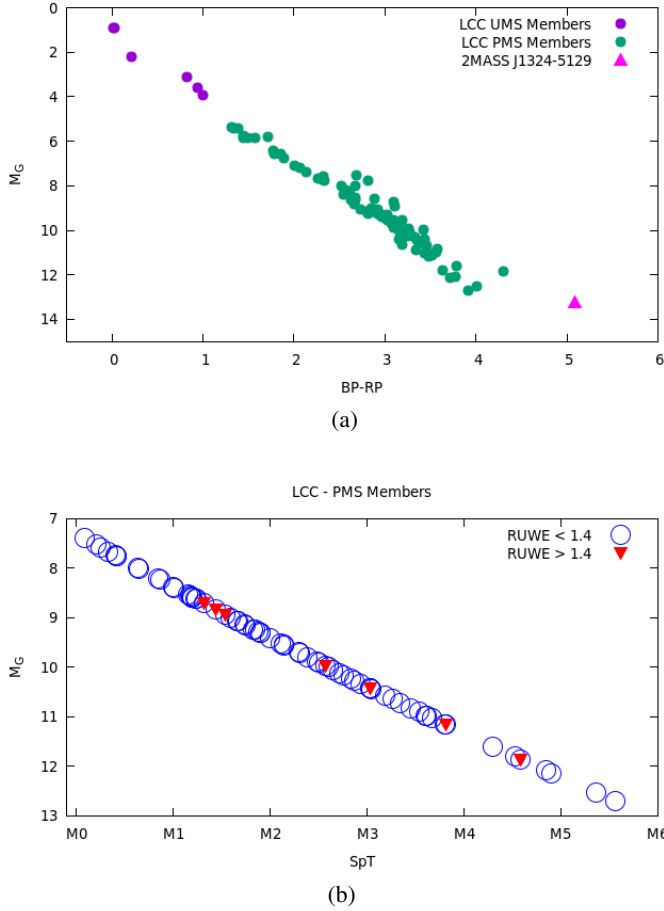 0
2
4
6
8
10
12
14
M_G
0 1 2 3 4 5 6
BP-RP
LCC UMS Members
LCC PMS Members
2MASS J1324-5129
(a)
LCC - PMS Members
7
8
9
10
11
12
13
M_G
M0 M1 M2 M3 M4 M5 M6
SpT
RUWE < 1.4
RUWE > 1.4
(b)